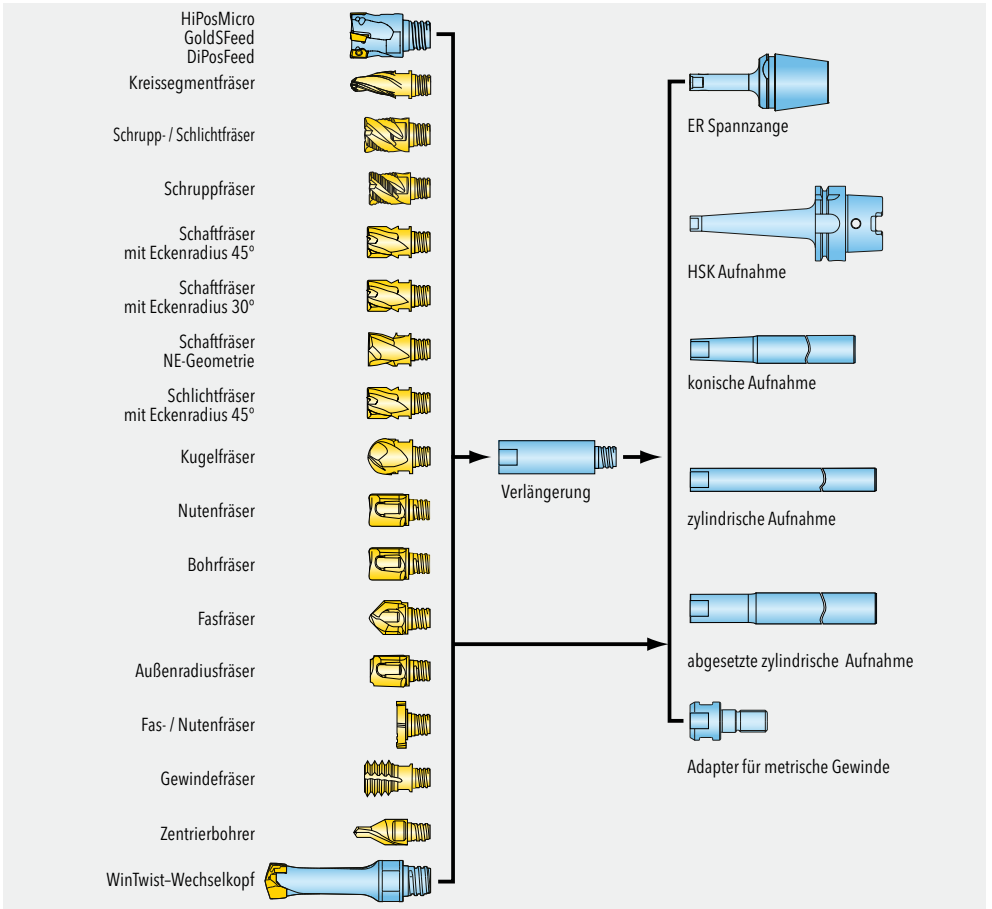 HiPosMicro
GoldSFeed
DiPosFeed
Kreissegmentfräser
Schrupp- / Schlichtfräser
Schruppfräser
Schaftfräser
mit Eckenradius 45°
Schaftfräser
mit Eckenradius 30°
Schaftfräser
NE-Geometrie
Schlichtfräser
mit Eckenradius 45°
Kugelfräser
Nutenfräser
Bohrfräser
Fasfräser
Außenradiusfräser
Fas- / Nutenfräser
Gewindefräser
Zentrierbohrer
WinTwist–Wechselkopf
Verlängerung
ER Spannzange
HSK Aufnahme
konische Aufnahme
zylindrische Aufnahme
abgesetzte zylindrische Aufnahme
Adapter für metrische Gewinde